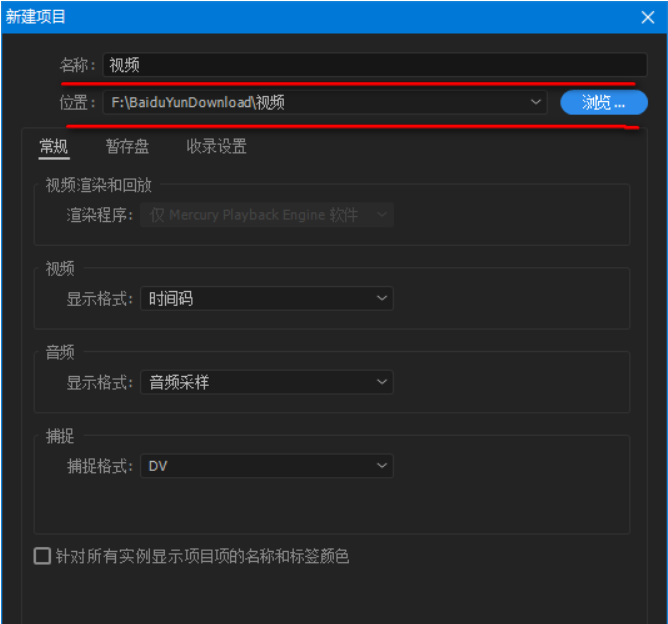 新建项目
名称: 视频
位置: F:\BaiduYunDownload\视频 浏览...
常规 暂存盘 收录设置
视频渲染和回放
渲染程序: 仅 Mercury Playback Engine 软件
视频
显示格式: 时间码
音频
显示格式: 音频采样
捕捉
捕捉格式: DV
针对所有实例显示项目项的名称和标签颜色